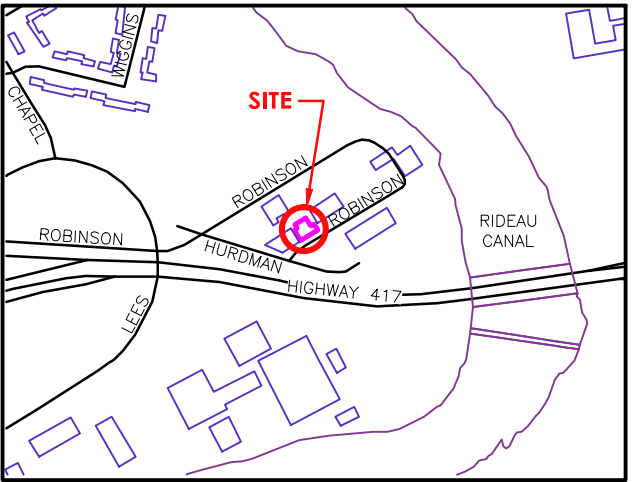 WIGGINS
CHAPEL
SITE
ROBINSON
ROBINSON
ROBINSON
HURDMAN
RIDEAU
CANAL
HIGHWAY 417
LEES